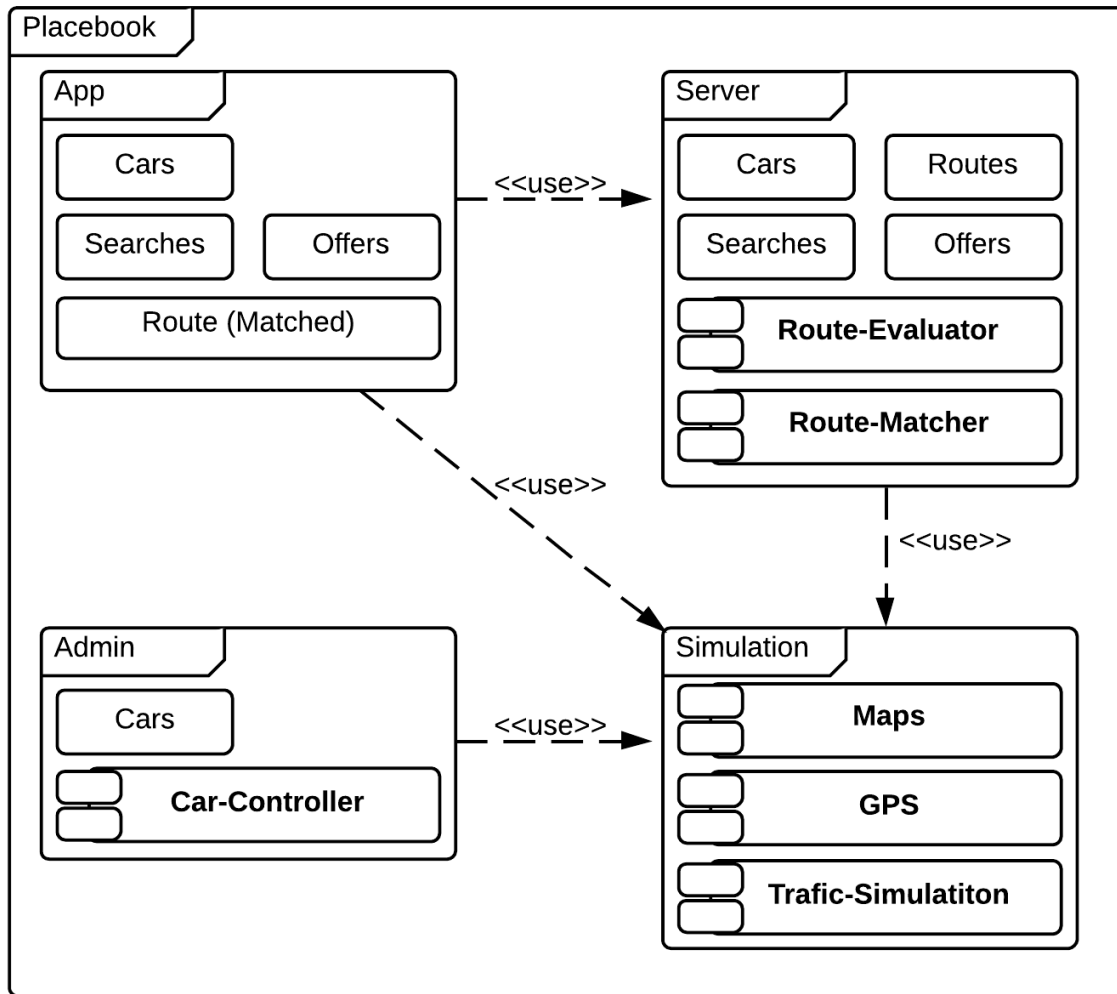 Placebook
App
Cars
Searches
Offers
Route (Matched)
<<use>>
Server
Cars
Routes
Searches
Offers
Route-Evaluator
Route-Matcher
<<use>>
<<use>>
Admin
Cars
Car-Controller
<<use>>
Simulation
Maps
GPS
Trafic-Simulatiton